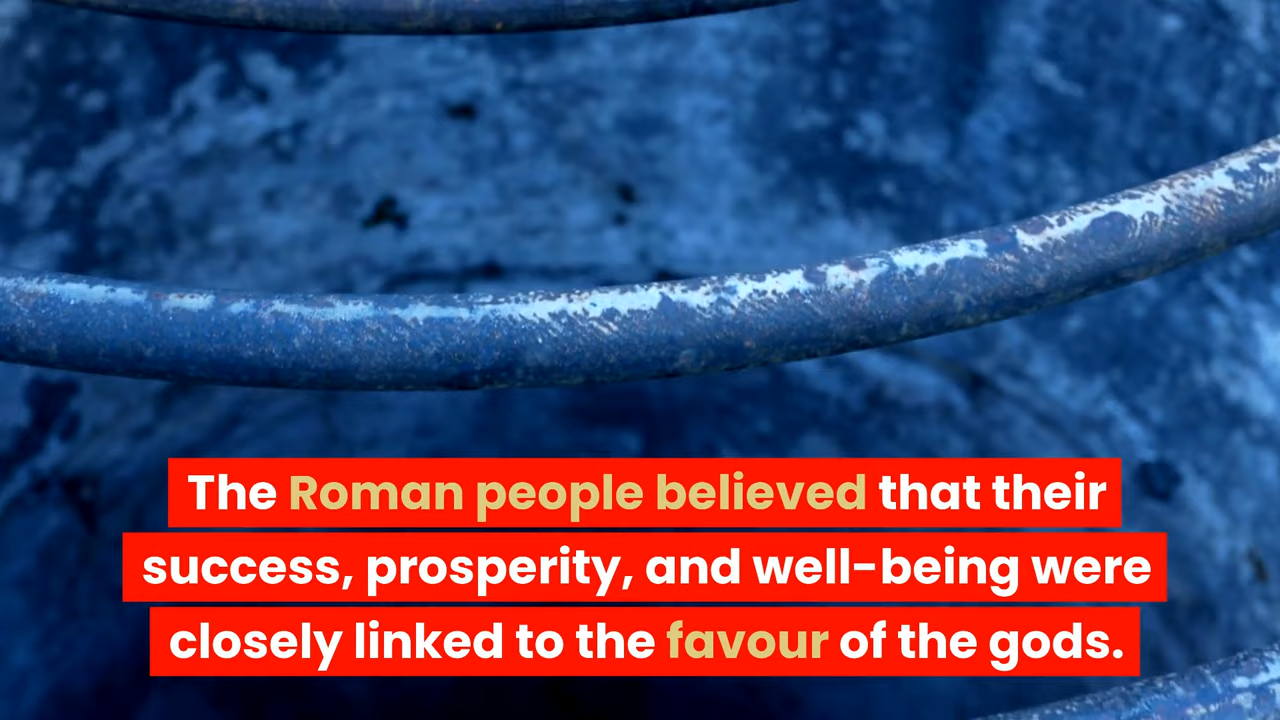 The Roman people believed that their
success, prosperity, and well-being were
closely linked to the favour of the gods.